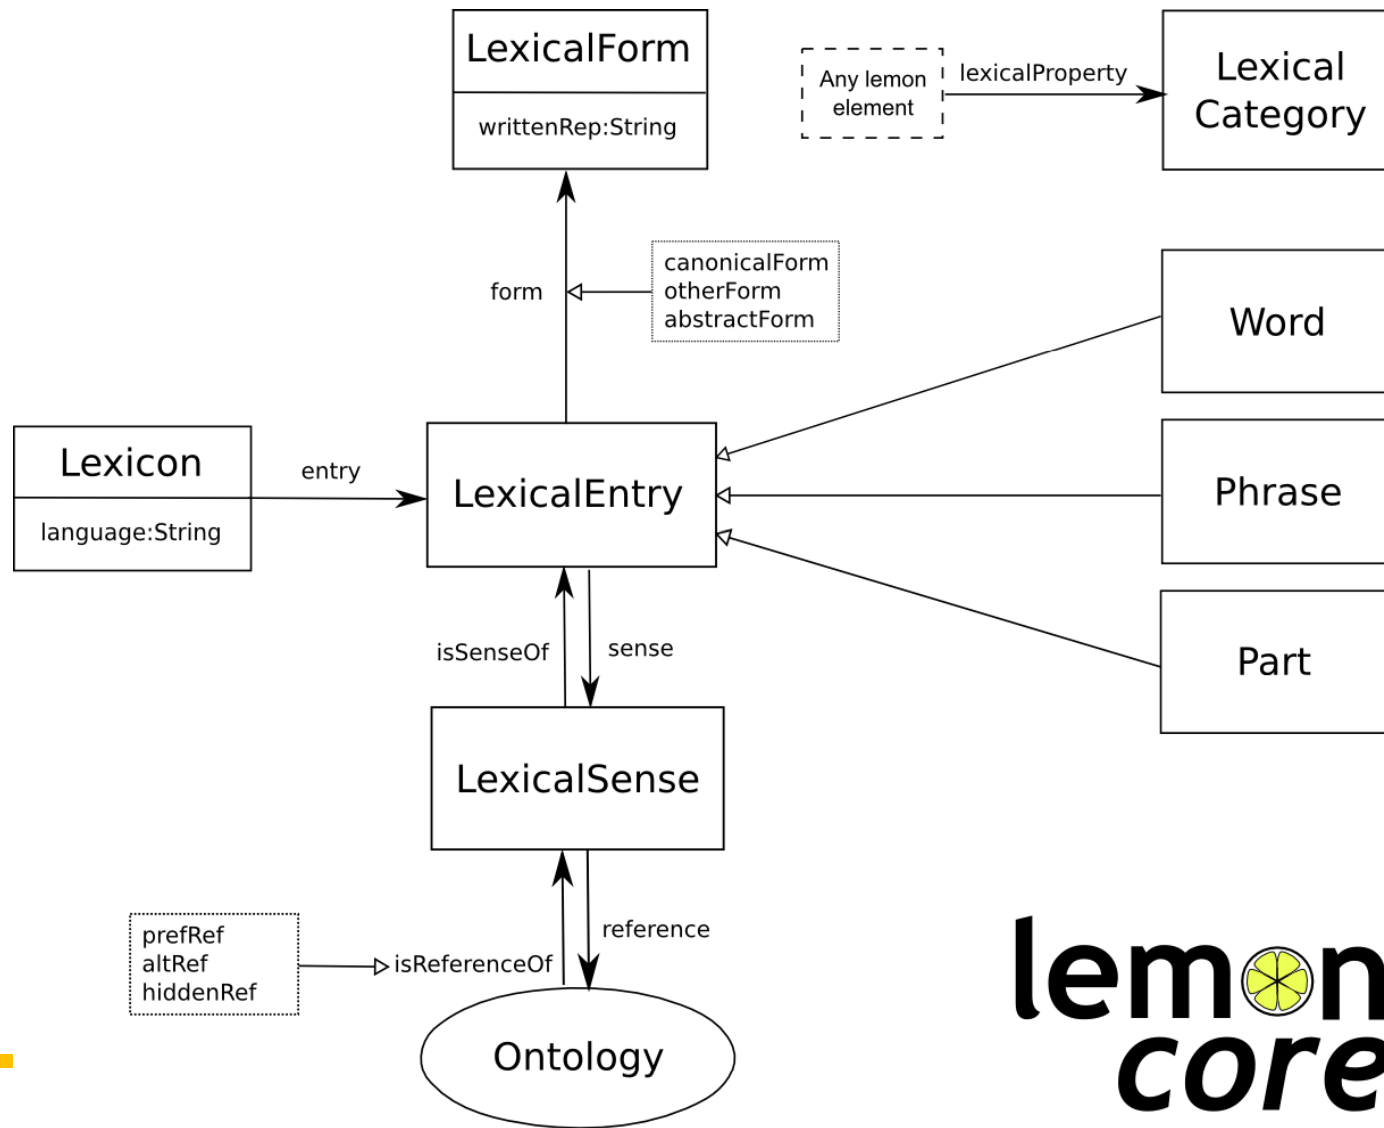 LexicalForm
writtenRep:String
Any lemon
element
lexicalProperty
Lexical
Category
form
canonicalForm
otherForm
abstractForm
Word
Lexicon
language:String
entry
LexicalEntry
Phrase
isSenseOf
sense
Part
LexicalSense
prefRef
altRef
hiddenRef
isReferenceOf
reference
Ontology
lemon
core